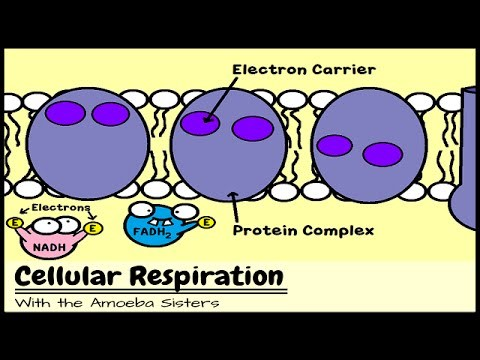 Electron Carrier
Electrons
E
E
NADH
FADH₂
E
Protein Complex
Cellular Respiration
With the Amoeba Sisters